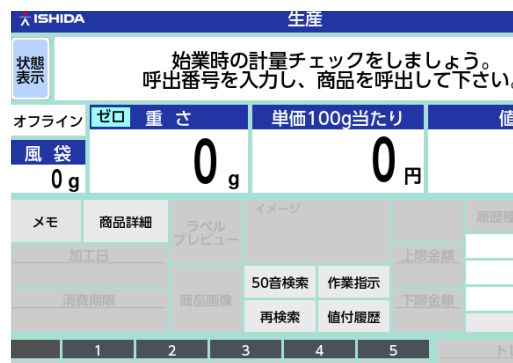 ISHIDA 生産
状態
表示
始業時の計量チェックをしましょう。
呼出番号を入力し、商品を呼出して下さい。
オフライン ゼロ 重さ 単価100g当たり 値
風袋
0 g 0 g 0 円
メモ 商品詳細 ラベル
プレビュー イメージ 履歴
加工日 上限金額
50音検索 作業指示
消費期限 商品画像 下限金額
再検索 値付履歴
1 2 3 4 5 ト